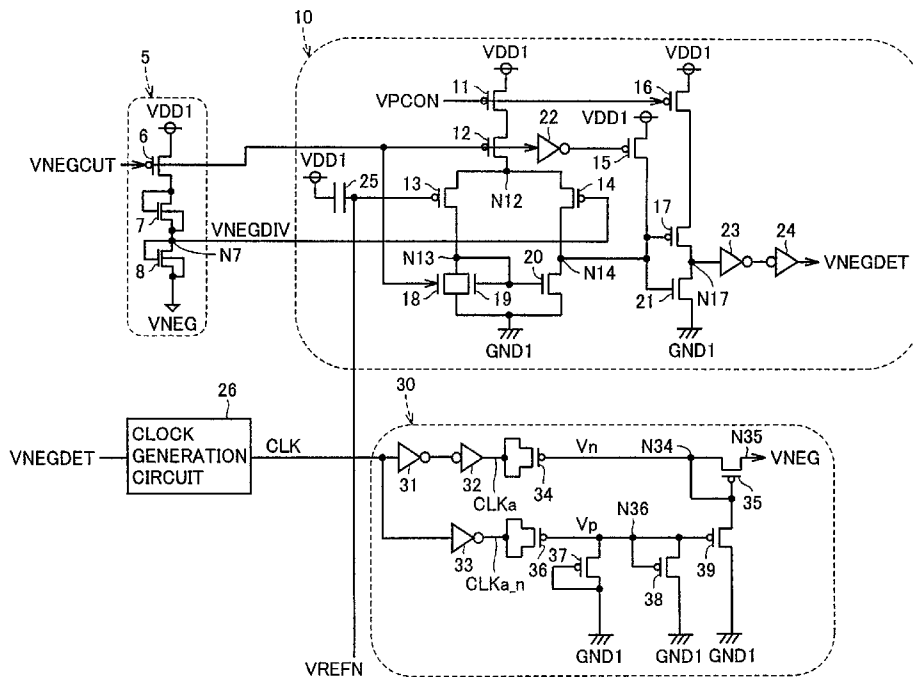 10
5
VDD1
VDD1
11
16
VPCON
VDD1
VDD1
6
12
22
15
VNEGCUT
VDD1
25
13
14
N12
7
VNEGDIV
17
23
24
N13
20
N14
VNEGDET
8
N7
18
19
21
N17
VNEG
GND1
GND1
26
30
VNEGDET
CLOCK
GENERATION
CIRCUIT
CLK
Vn
N34
N35
VNEG
31
32
34
35
CLKa
N36
Vp
33
36
37
38
39
CLKa_n
GND1
GND1
GND1
VREFN